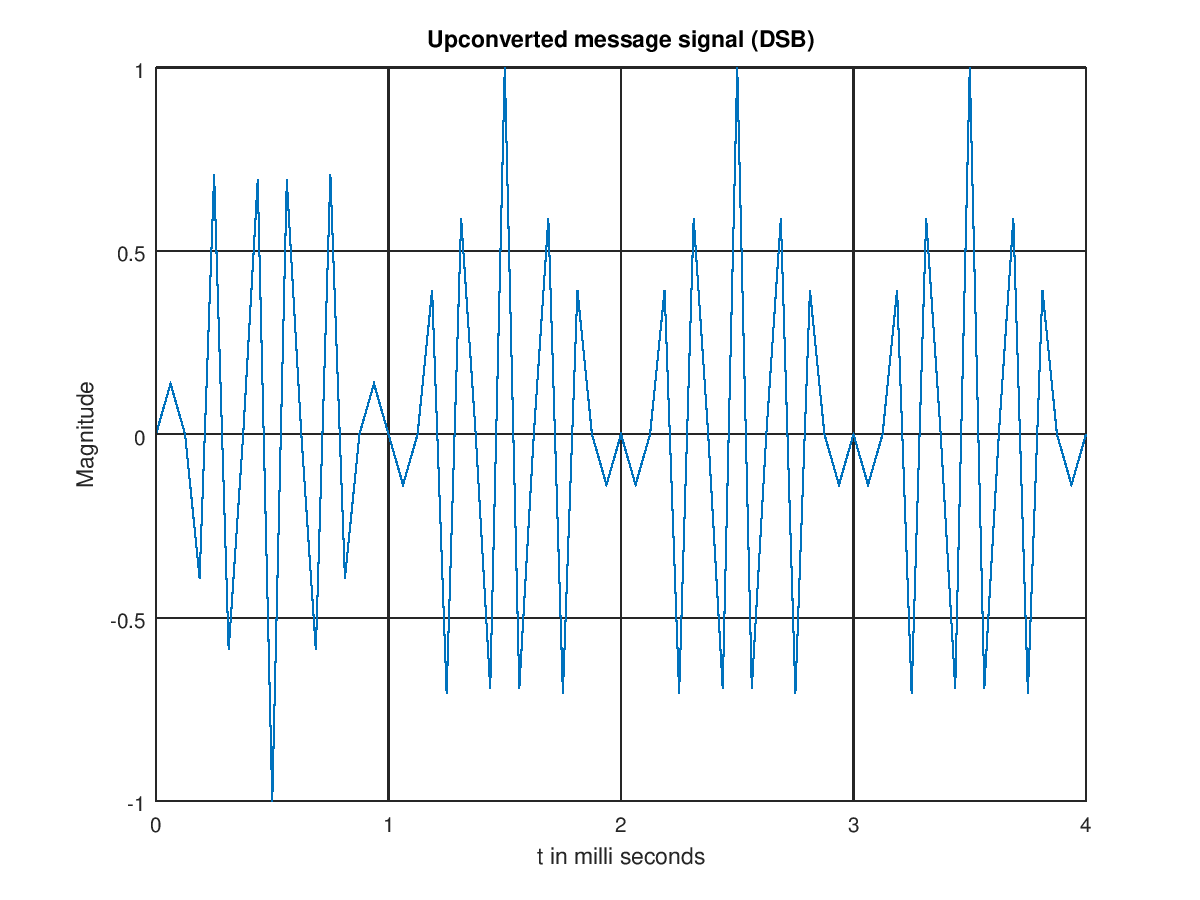 Upconverted message signal (DSB)
1
0.5
0
-0.5
-1
Magnitude
0 1 2 3 4
t in milli seconds